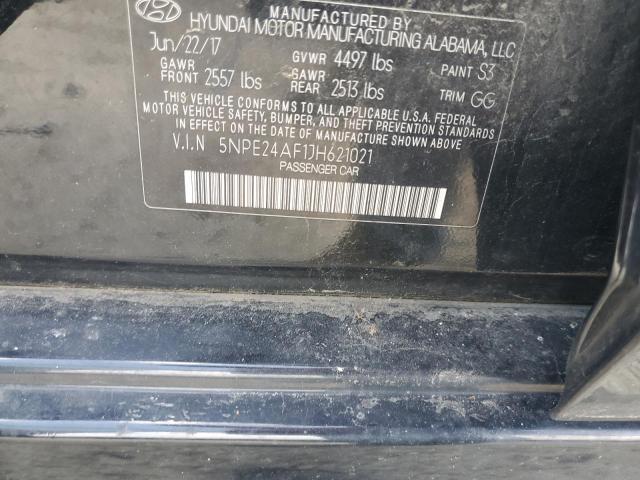 MANUFACTURED BY
HYUNDAI MOTOR MANUFACTURING ALABAMA, LLC
Jun/22/17 GVWR 4497 lbs PAINT S3
GAWR FRONT 2557 lbs GAWR REAR 2513 lbs TRIM GG
THIS VEHICLE CONFORMS TO ALL APPLICABLE U.S.A. FEDERAL
MOTOR VEHICLE SAFETY, BUMPER, AND THEFT PREVENTION STANDARDS
IN EFFECT ON THE DATE OF MANUFACTURE SHOWN ABOVE.
V.I.N 5NPE24AF1JH621021
PASSENGER CAR